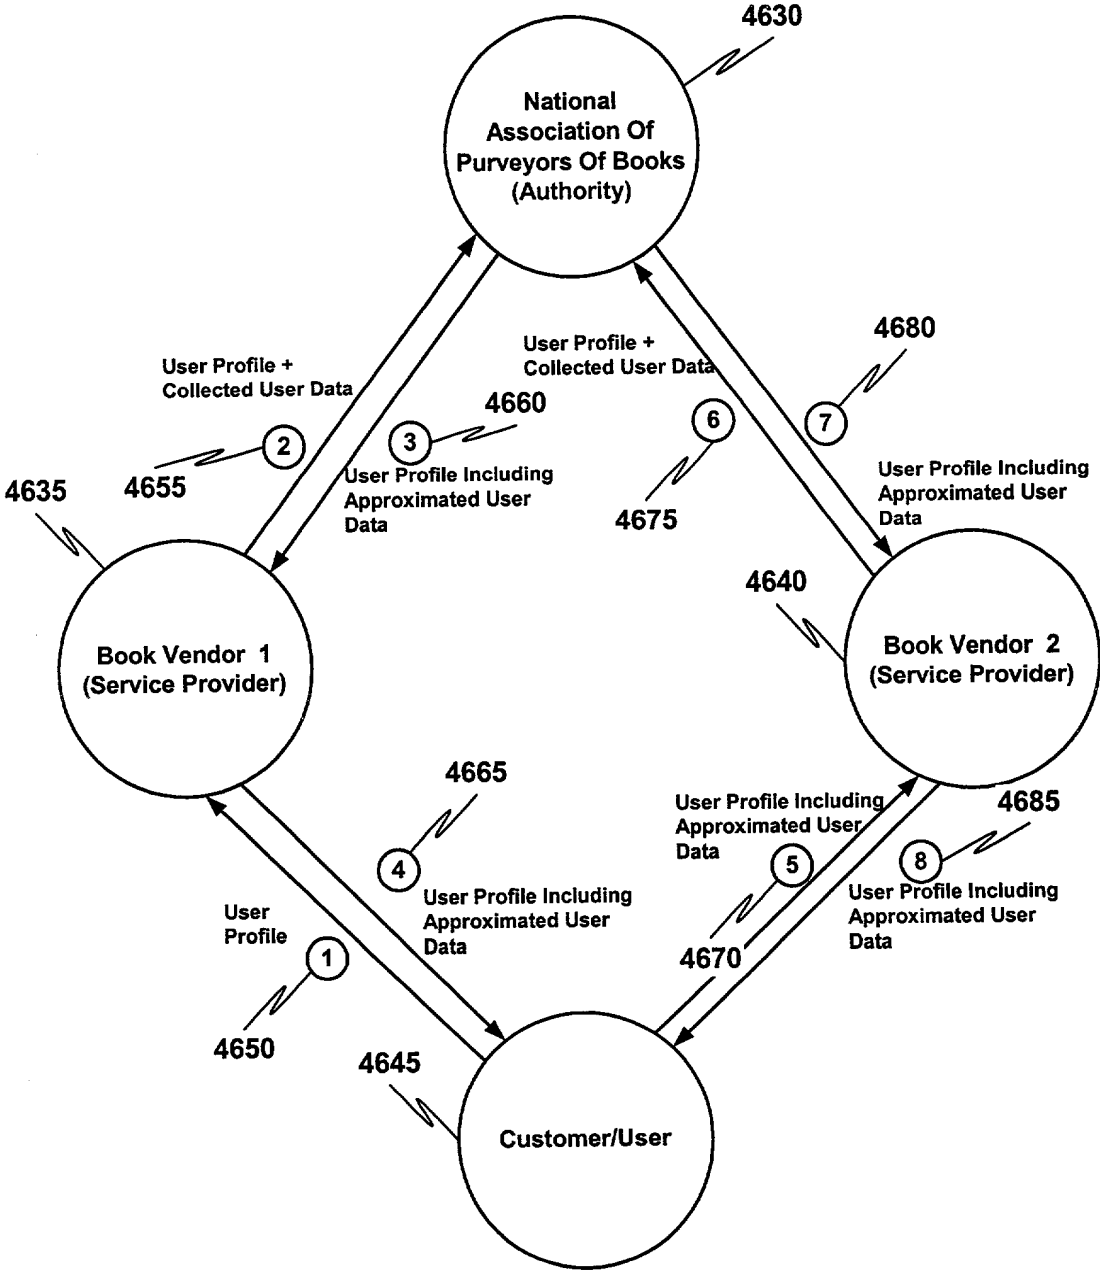 4630
National
Association Of
Purveyors Of Books
(Authority)
4680
User Profile +
Collected User Data
User Profile +
Collected User Data
4660
2
3
6
7
4655
User Profile Including
Approximated User
Data
User Profile Including
Approximated User
Data
4635
4675
4640
Book Vendor 1
(Service Provider)
Book Vendor 2
(Service Provider)
4665
4685
User Profile Including
Approximated User
Data
4
5
8
User Profile Including
Approximated User
Data
User Profile Including
Approximated User
Data
User
Profile
1
4670
4650
4645
Customer/User